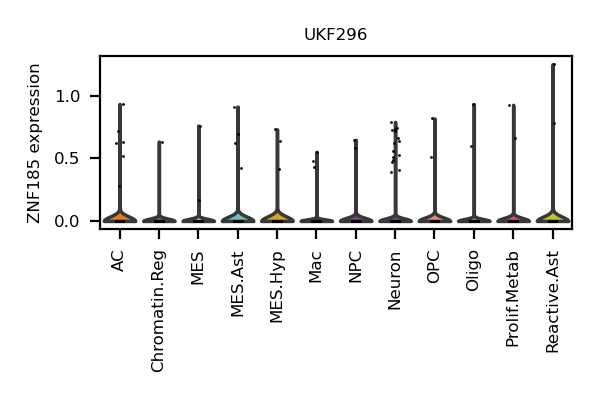 UKF296
ZNF185 expression
1.0
0.5
0.0
AC
Chromatin.Reg
MES
MES.Ast
MES.Hyp
Mac
NPC
Neuron
OPC
Oligo
Prolif.Metab
Reactive.Ast